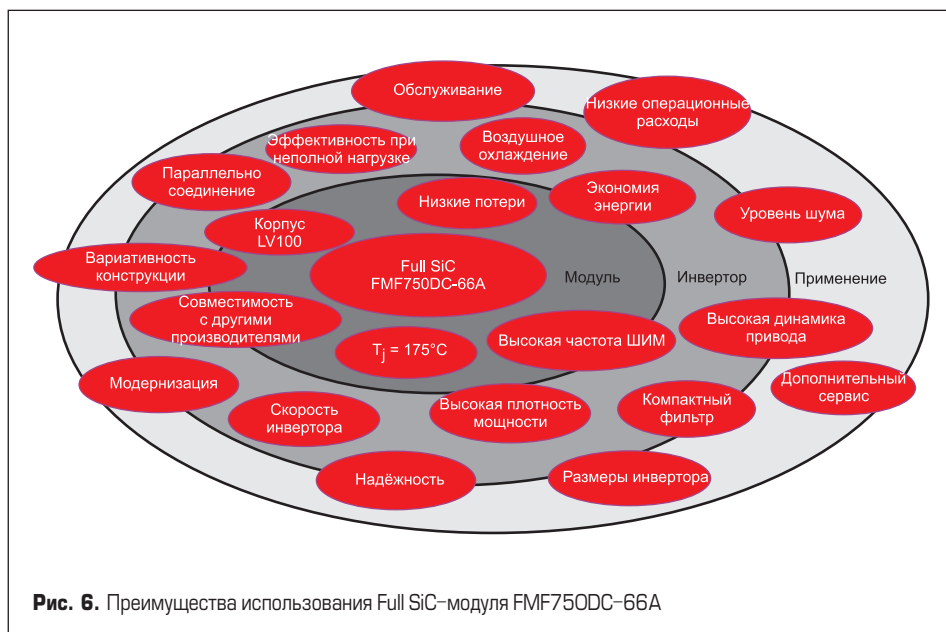 Обслуживание
Низкие операционные
расходы
Эффективность при
неполной нагрузке
Воздушное
охлаждение
Параллельно
соединение
Низкие потери
Экономия
энергии
Уровень шума
Корпус
LV100
Вариативность
конструкции
Full SiC
FMF750DC-66A
Модуль
Инвертор
Применение
Совместимость
с другими
производителями
Tj = 175°C
Высокая частота ШИМ
Высокая динамика
привода
Модернизация
Дополнительный
сервис
Скорость
инвертора
Высокая плотность
мощности
Компактный
фильтр
Надёжность
Размеры инвертора
Рис. 6. Преимущества использования Full SiC-модуля FMF750DC-66A